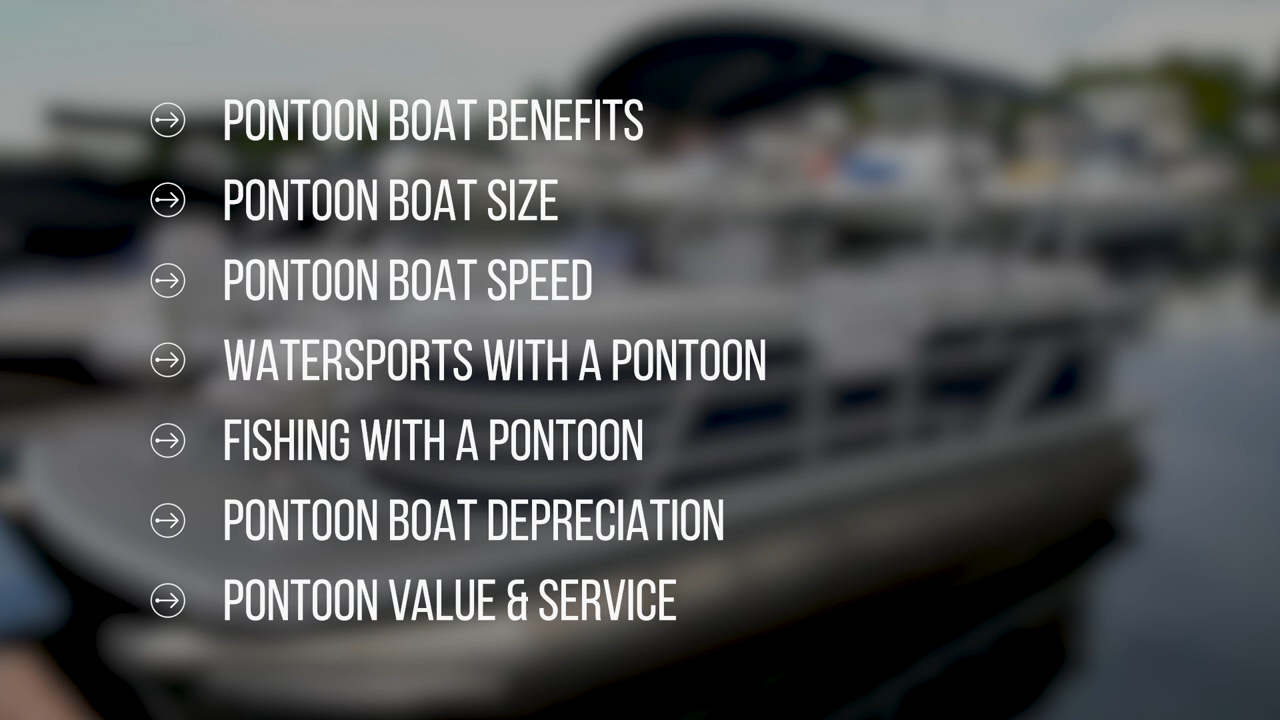 PONTOON BOAT BENEFITS
PONTOON BOAT SIZE
PONTOON BOAT SPEED
WATERSPORTS WITH A PONTOON
FISHING WITH A PONTOON
PONTOON BOAT DEPRECIATION
PONTOON VALUE & SERVICE